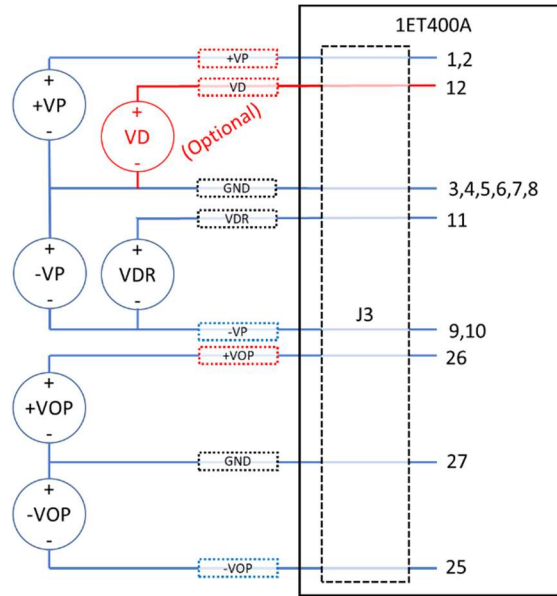 1ET400A
+VP
1,2
VD
12
+
+VP
-
+
VD
-
(Optional)
GND
3,4,5,6,7,8
VDR
11
+
-VP
-
+
VDR
-
J3
-VP
9,10
+VOP
26
+
+VOP
-
GND
27
+
-VOP
-
-VOP
25